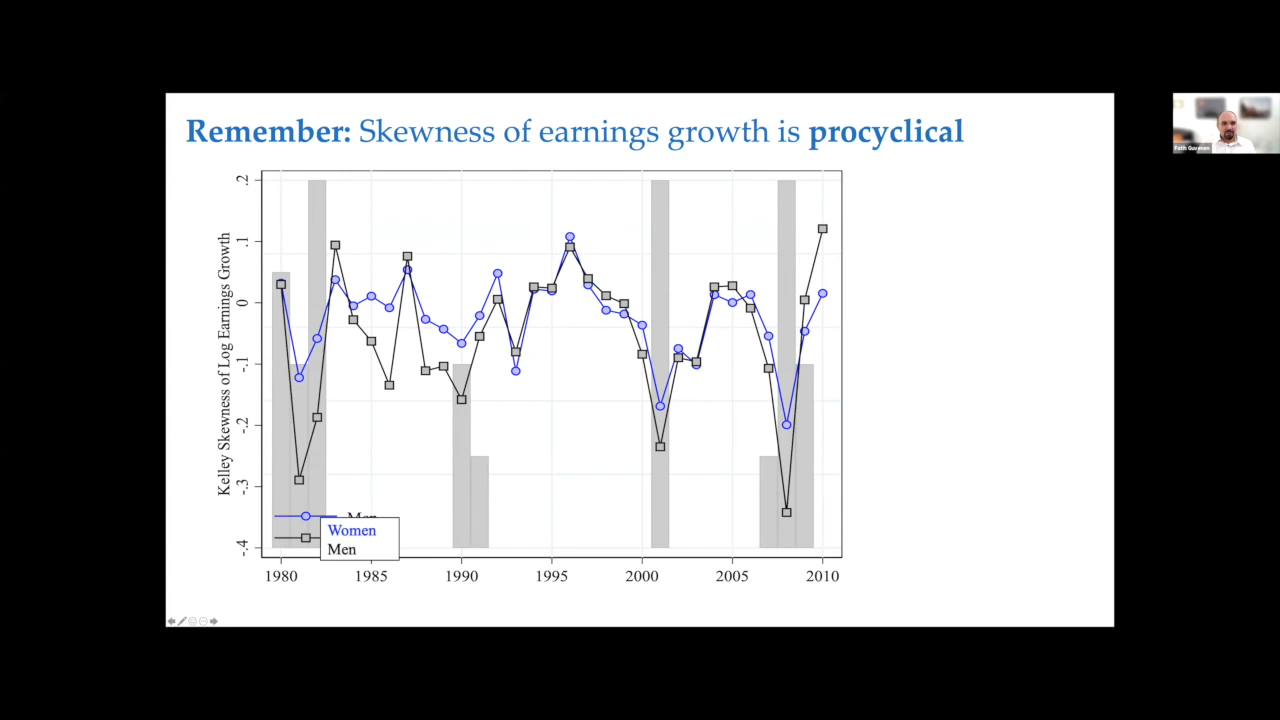 Remember: Skewness of earnings growth is procyclical
Kelley Skewness of Log Earnings Growth
.2
.1
0
-.1
-.2
-.3
-.4
Women
Men
1980 1985 1990 1995 2000 2005 2010